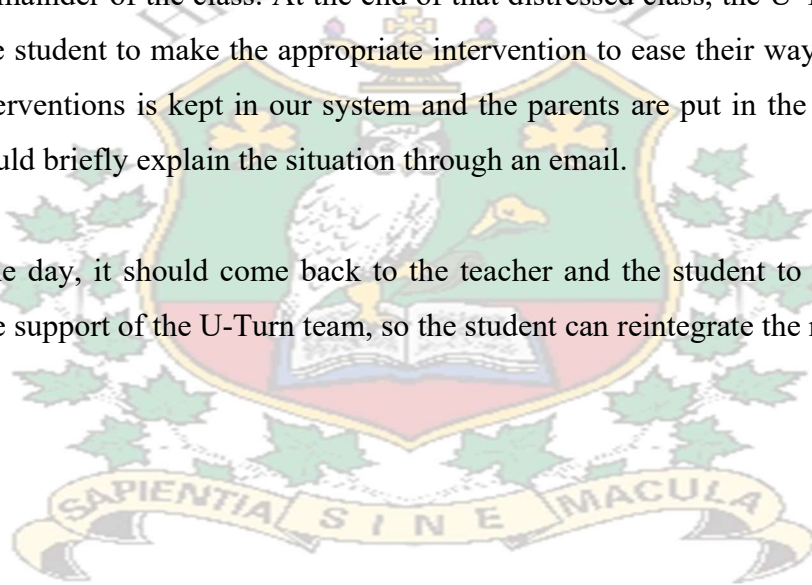 of the class. At the end of that distressed class, the
student to make the appropriate intervention to ease their way
is kept in our system and the parents are put in the
briefly explain the situation through an email.
day, it should come back to the teacher and the student to
support of the U-Turn team, so the student can reintegrate the
SAPIENTIA SINE MACULA